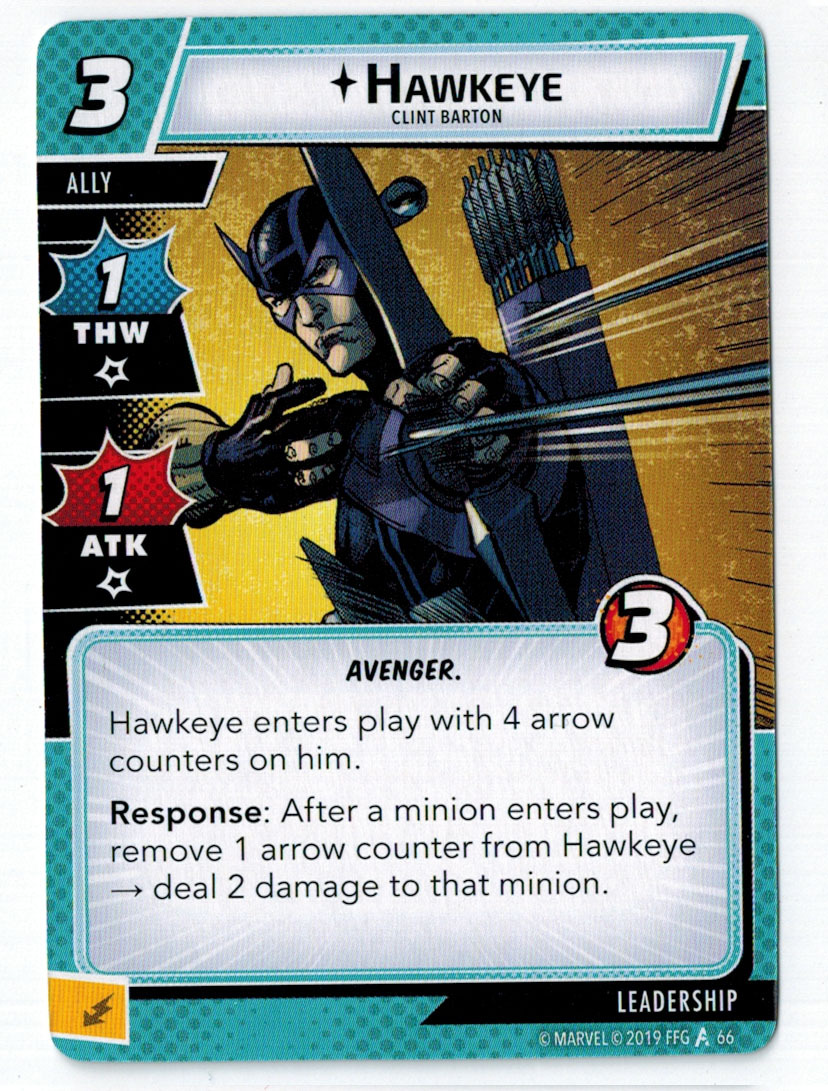 3
HAWKEYE
CLINT BARTON
ALLY
1
THW
1
ATK
3
AVENGER.
Hawkeye enters play with 4 arrow
counters on him.
Response: After a minion enters play,
remove 1 arrow counter from Hawkeye
→ deal 2 damage to that minion.
LEADERSHIP
© MARVEL © 2019 FFG 66